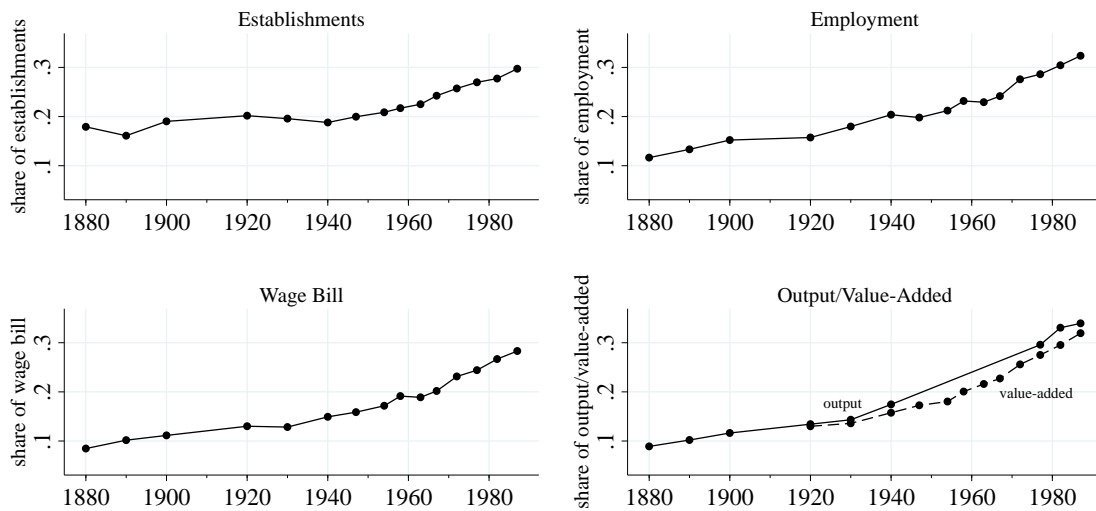 Establishments
share of establishments
.1 .2 .3
1880 1900 1920 1940 1960 1980
Employment
share of employment
.1 .2 .3
1880 1900 1920 1940 1960 1980
Wage Bill
share of wage bill
.1 .2 .3
1880 1900 1920 1940 1960 1980
Output/Value-Added
share of output/value-added
.1 .2 .3
output
value-added
1880 1900 1920 1940 1960 1980